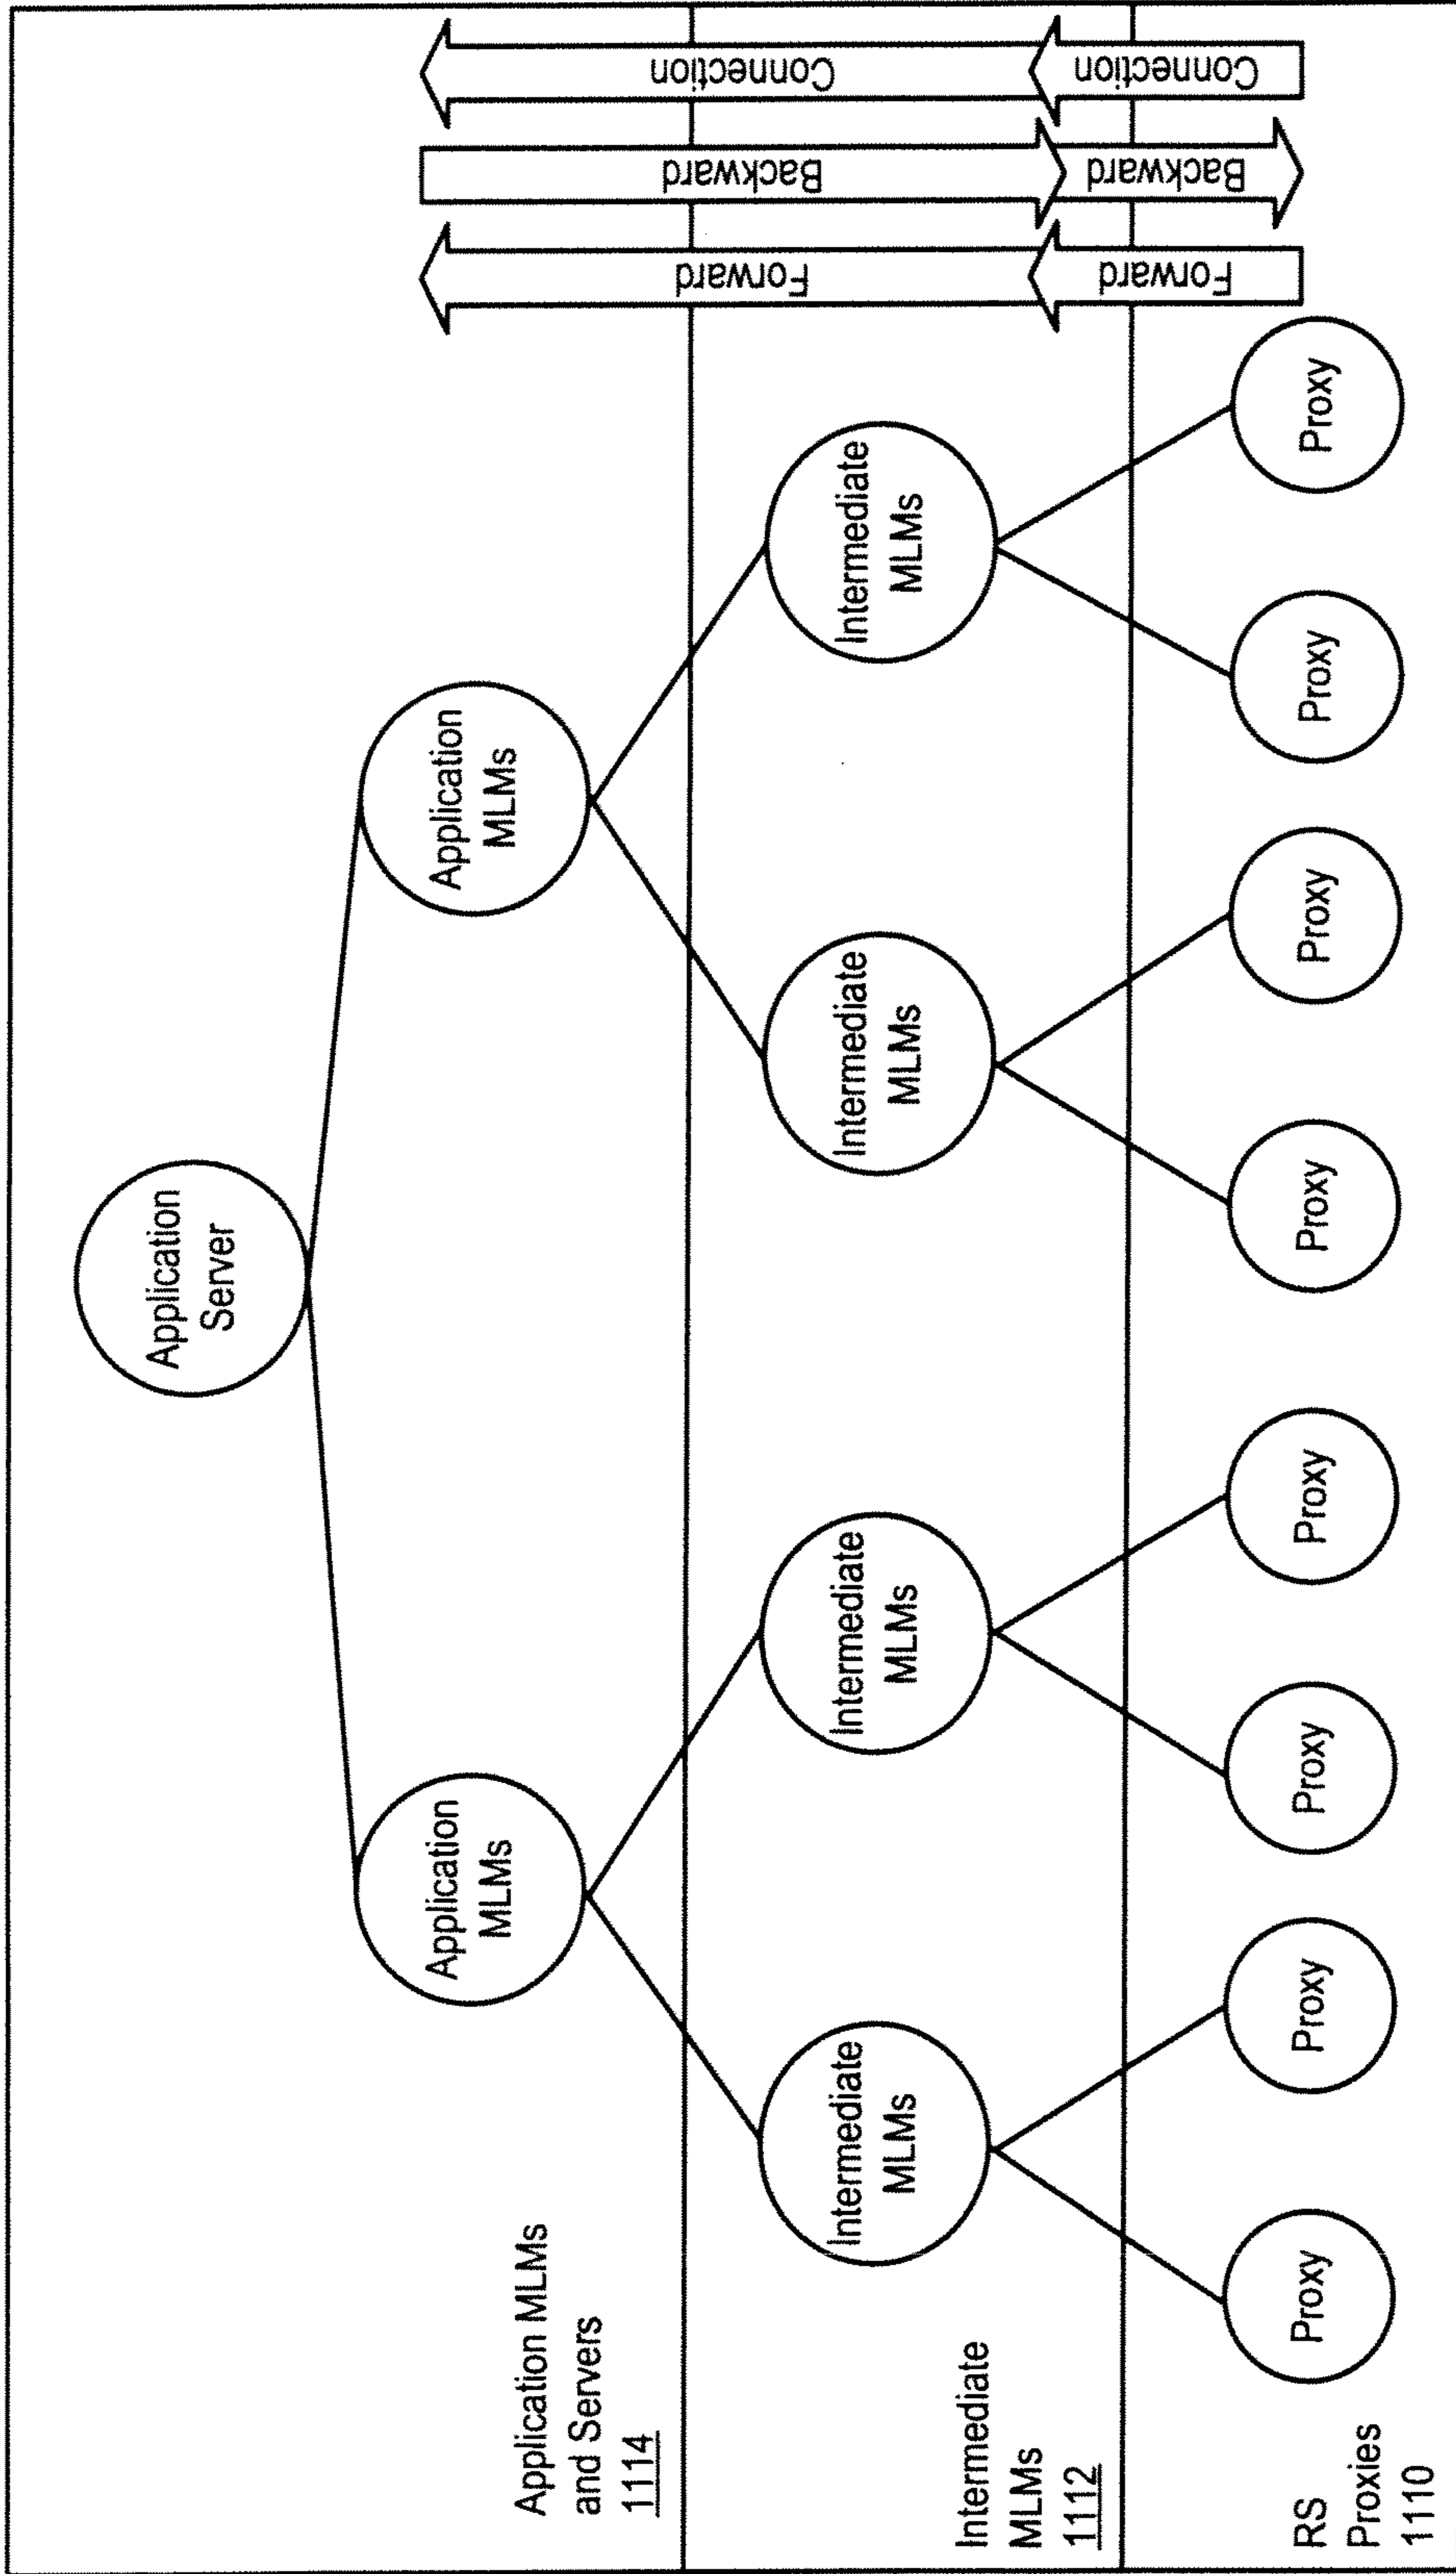 Application
Server
Application
MLMs
Application
MLMs
Application MLMs
and Servers
1114
Intermediate
MLMs
Intermediate
MLMs
Intermediate
MLMs
Intermediate
MLMs
Intermediate
MLMs
1112
Proxy
Proxy
Proxy
Proxy
Proxy
Proxy
Proxy
Proxy
RS
Proxies
1110
Forward
Forward
Backward
Backward
Connection
Connection